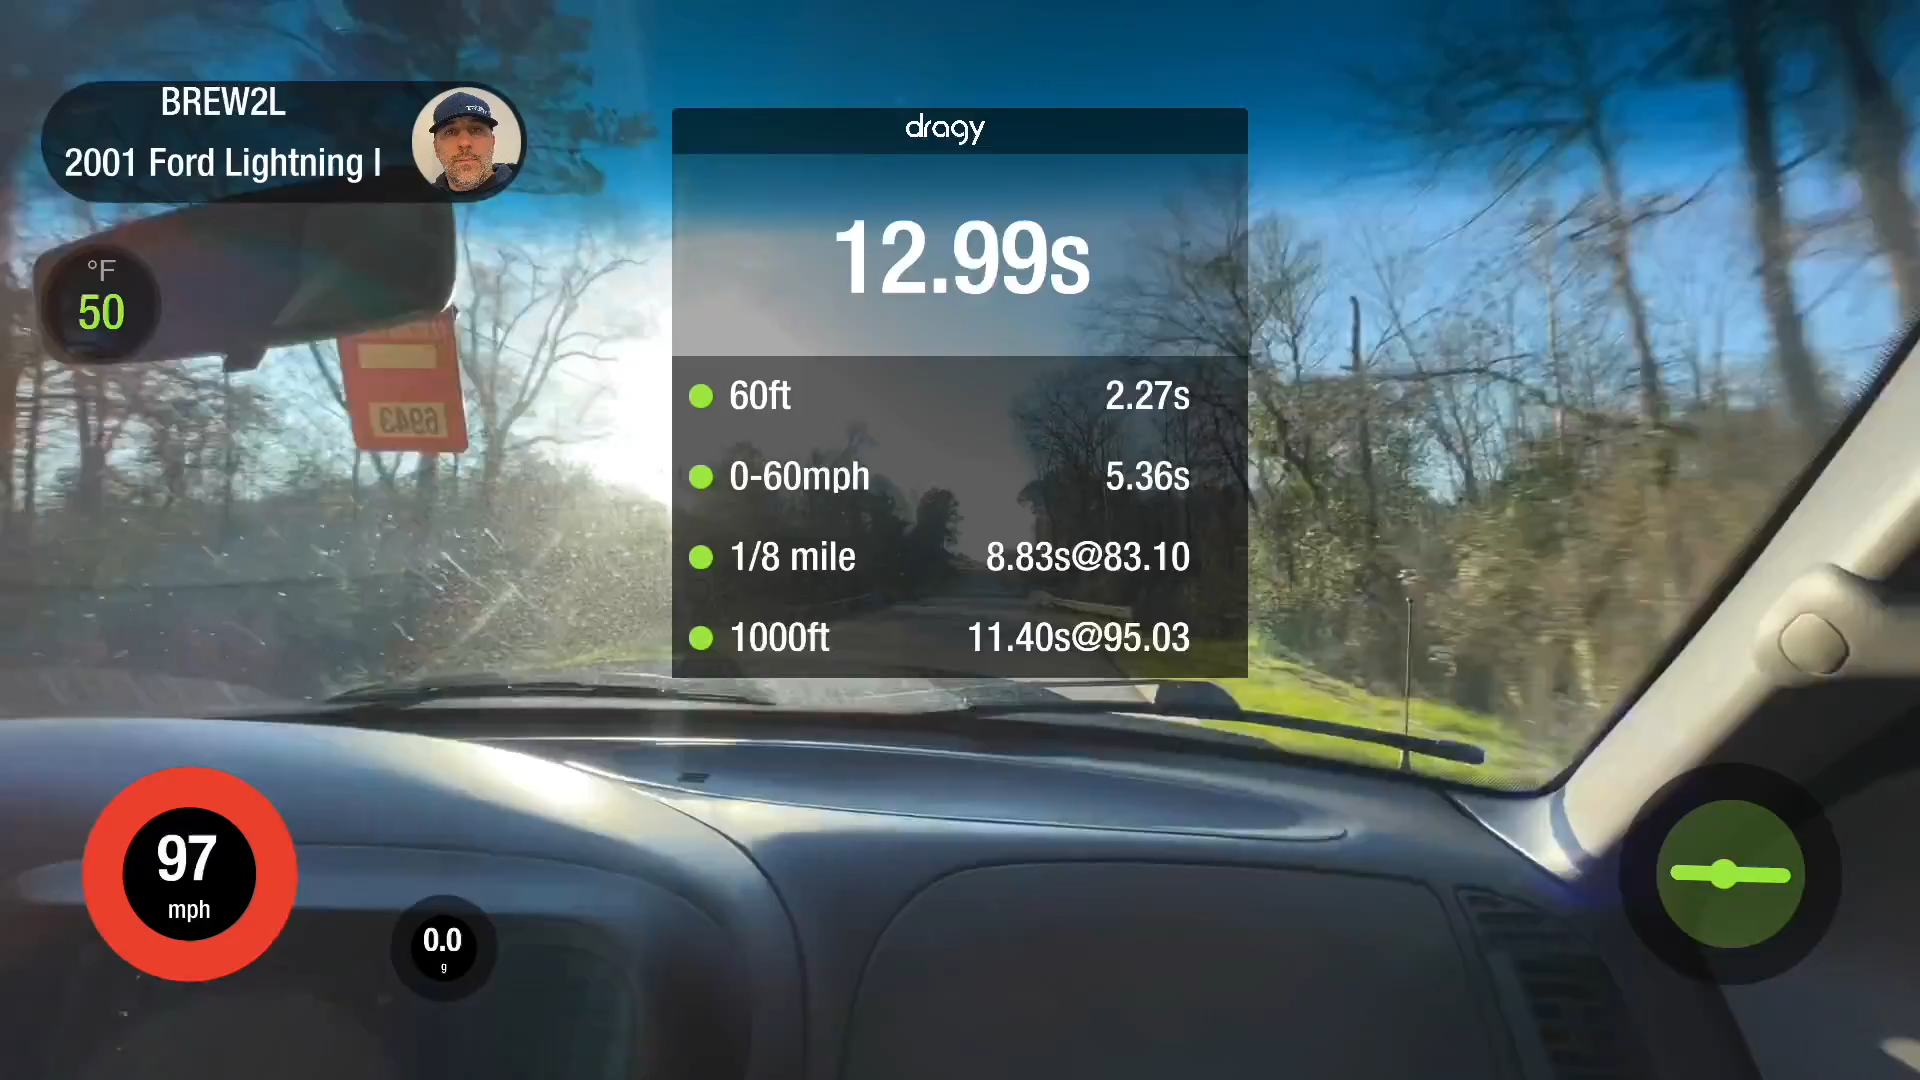 BREW2L
2001 Ford Lightning I
°F
50
6943
dragy
12.99s
60ft 2.27s
0-60mph 5.36s
1/8 mile 8.83s@83.10
1000ft 11.40s@95.03
97
mph
0.0
g